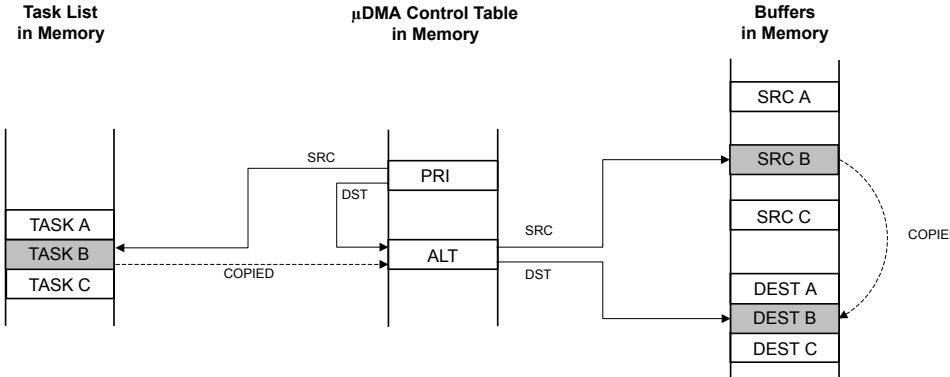 Task List
in Memory
µDMA Control Table
in Memory
Buffers
in Memory
SRC A
SRC
PRI
SRC B
DST
TASK A
SRC C
SRC
COPIED
TASK B
ALT
COPIED
DST
TASK C
DEST A
DEST B
DEST C